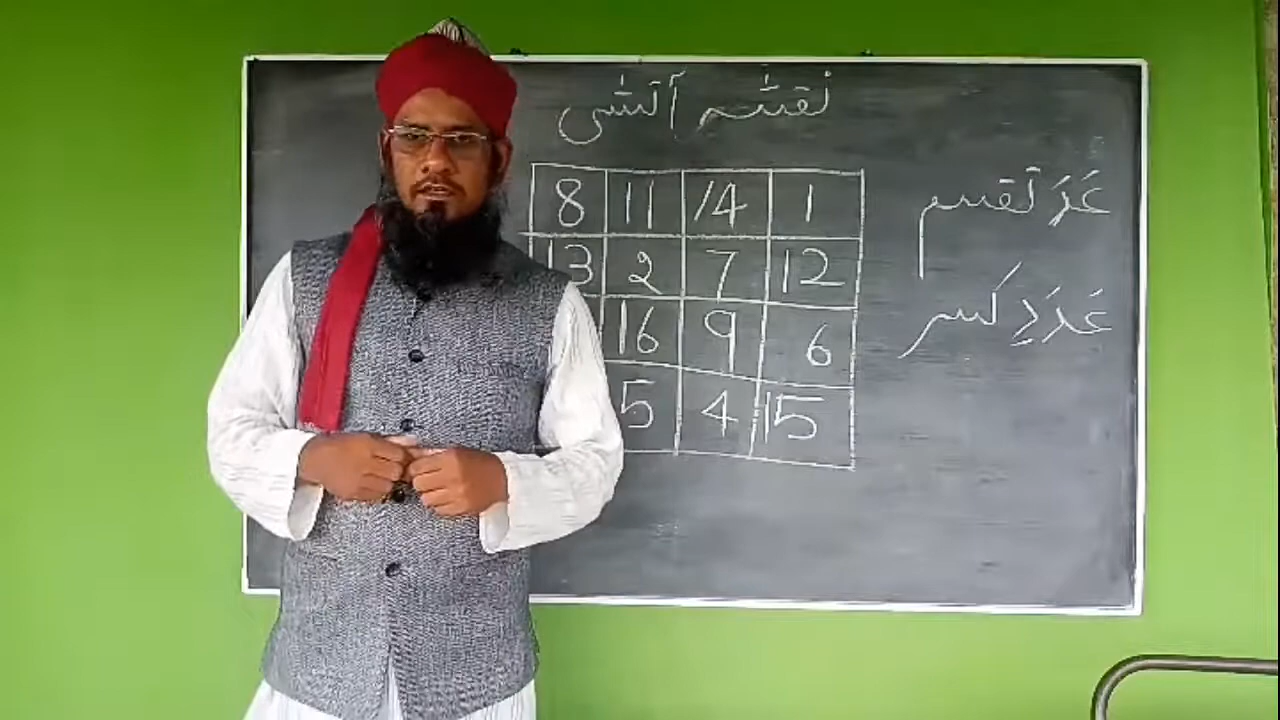 نقش آتشی
8 11 14 1
13 2 7 12
16 9 6
5 4 15
عددِ تقسیم
عددِ کسر